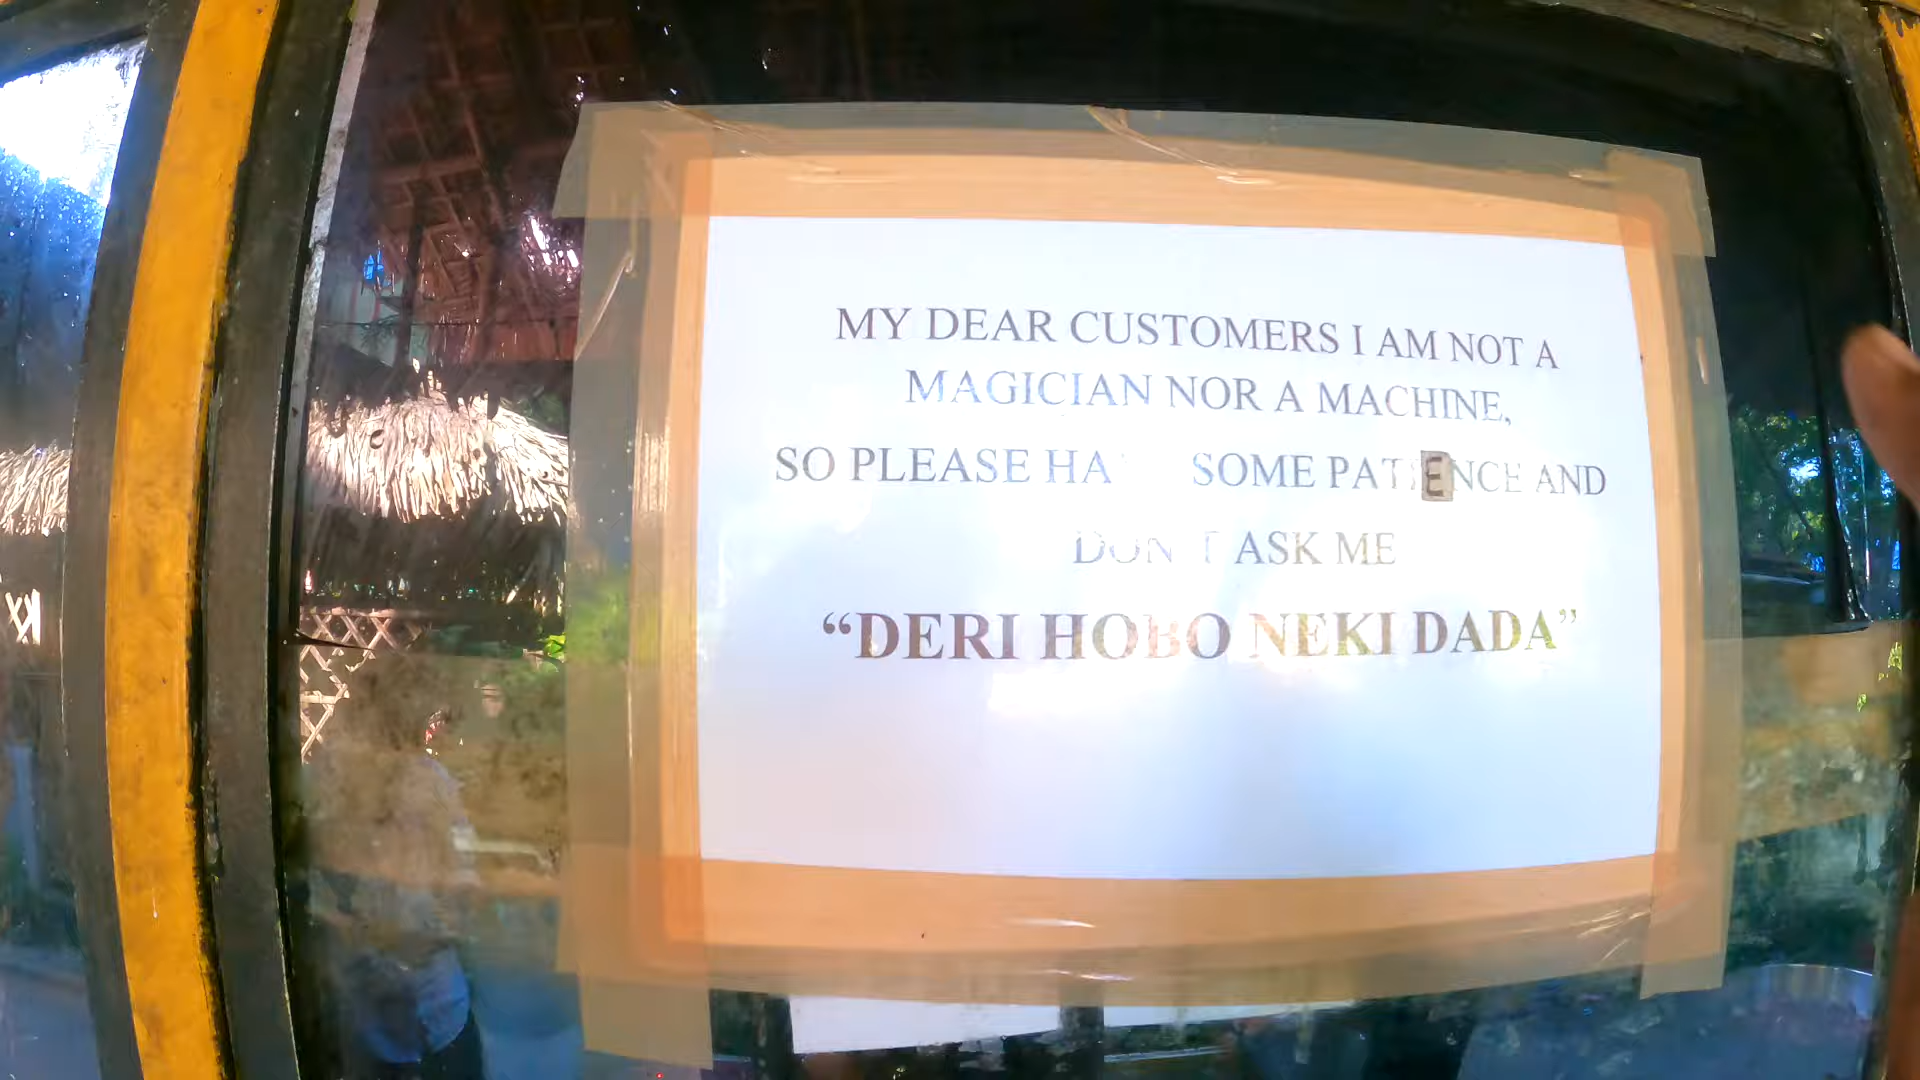 MY DEAR CUSTOMERS I AM NOT A
MAGICIAN NOR A MACHINE,
SO PLEASE HA SOME PATIENCE AND
DON T ASK ME
“DERI HOBO NEKI DADA”